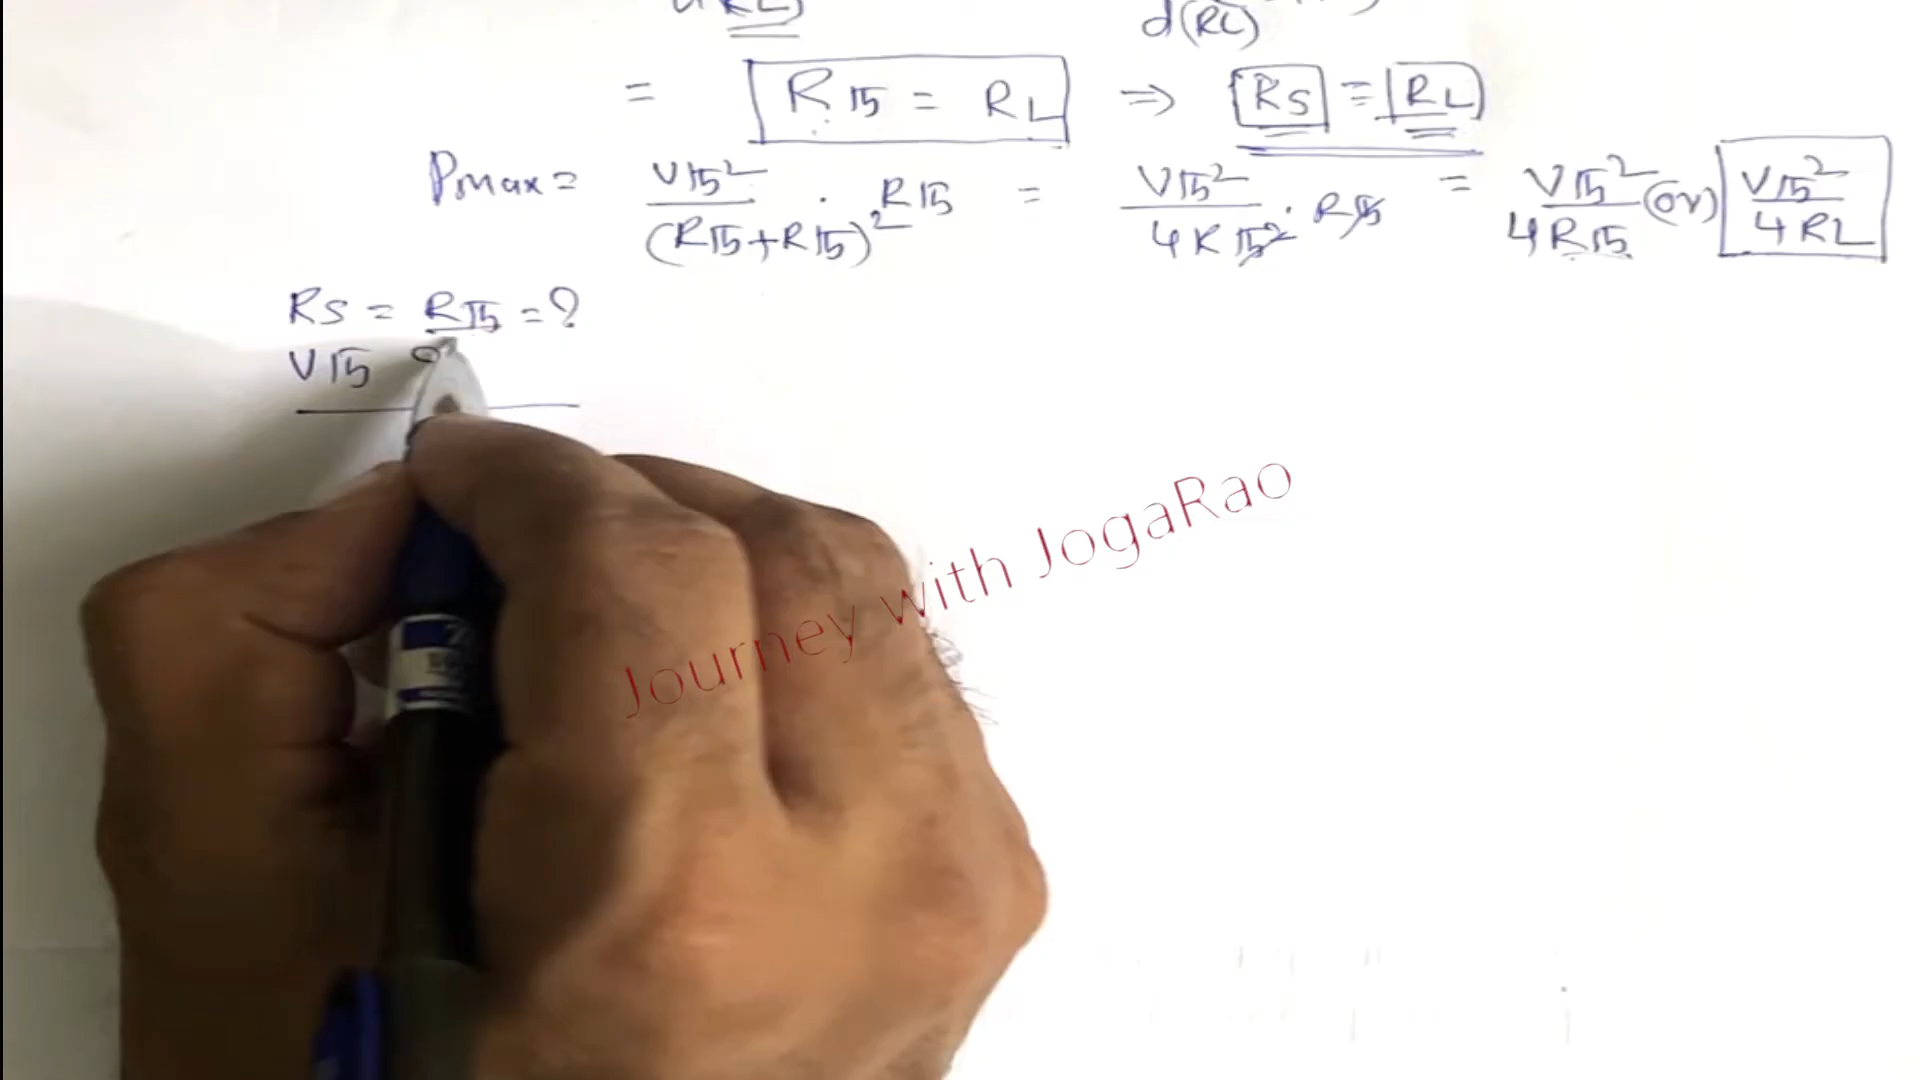 d(RL)
= RTh = RL ⇒ RS = RL
Pmax = VTh² / (RTh+RTh)² · RTh = VTh² / 4RTh² · RTh = VTh² / 4RTh (or) VTh² / 4RL
RS = RTh = ?
VTh
Journey with JogaRao